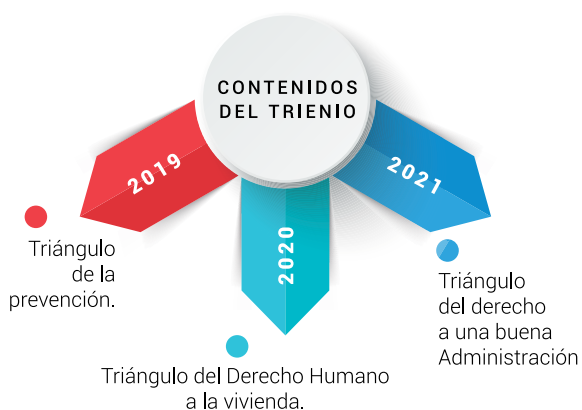 CONTENIDOS
DEL TRIENIO
2019
Triángulo
de la
prevención.
2020
Triángulo del Derecho Humano
a la vivienda.
2021
Triángulo
del derecho
a una buena
Administración